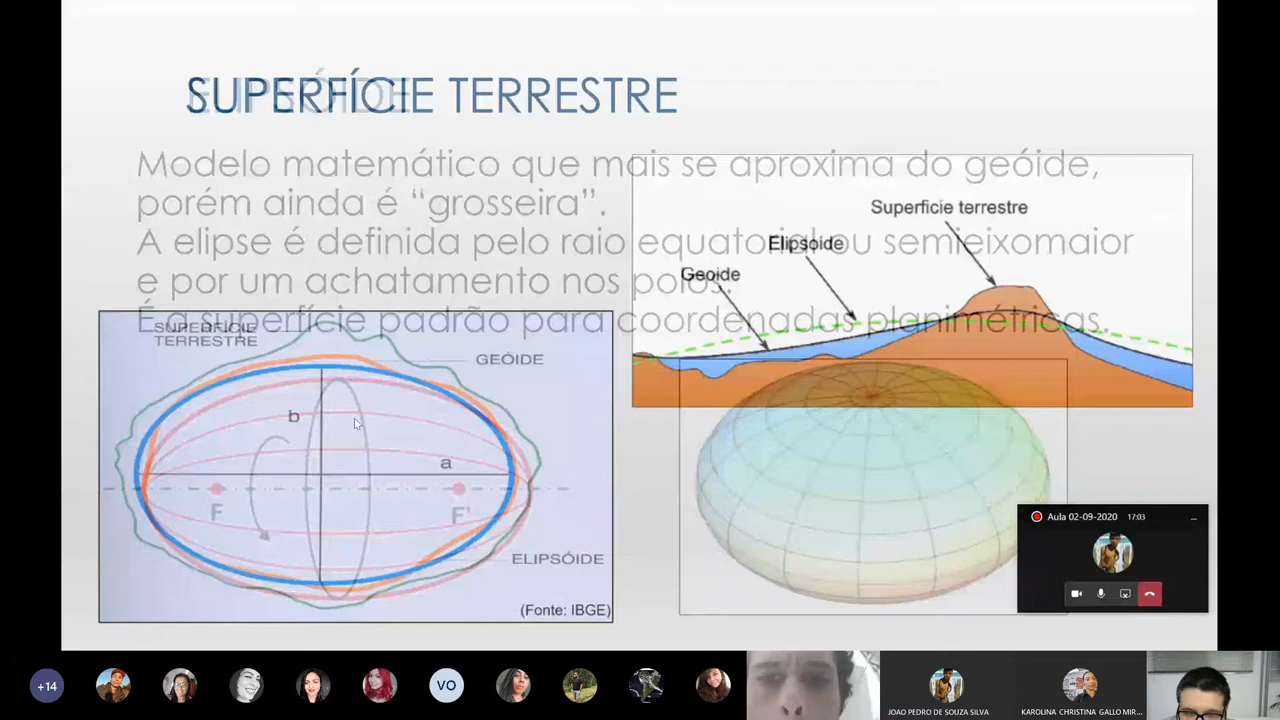 SUPERFÍCIE TERRESTRE
ELIPSÓIDE
Modelo matemático que mais se aproxima do geóide,
porém ainda é “grosseira”.
A elipse é definida pelo raio equatorial ou semieixomaior
e por um achatamento nos polos.
É a superfície padrão para coordenadas planimétricas.
Superficie terrestre
Elipsoide
Geoide
SUPERFÍCIE
TERRESTRE
GEÓIDE
b
a
F
F'
ELIPSÓIDE
(Fonte: IBGE)
Aula 02-09-2020 17:03
+14
VO
JOAO PEDRO DE SOUZA SILVA
KAROLINA CHRISTINA GALLO MIR...